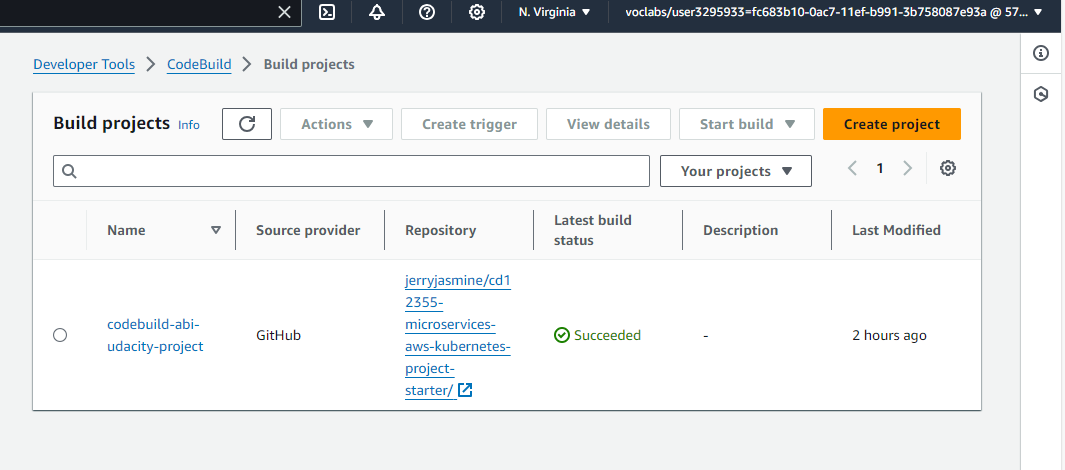 N. Virginia
voclabs/user3295933=fc683b10-0ac7-11ef-b991-3b758087e93a @ 57...
Developer Tools
CodeBuild
Build projects
Build projects
Info
Actions
Create trigger
View details
Start build
Create project
Your projects
1
Name
Source provider
Repository
Latest build
status
Description
Last Modified
codebuild-abi-
udacity-project
GitHub
jerryjasmine/cd1
2355-
microservices-
aws-kubernetes-
project-
starter/
Succeeded
-
2 hours ago